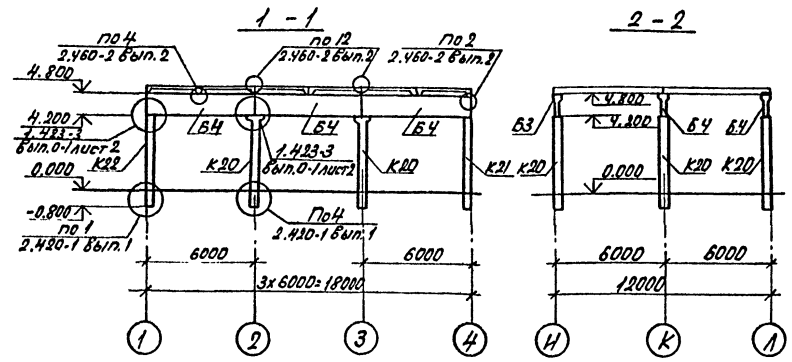 1 - 1
2 - 2
по 4
2.460-2 вып.2
по 12
2.460-2 вып.2
по 2
2.460-2 вып.2
4.800
4.200
1.423-3
вып.0-1 лист 2
К22
0.000
-0.800
по 1
2.420-1 вып.1
Б4
Б4
Б4
К20
1.423-3
вып.0-1 лист 2
К20
К21
по 4
2.420-1 вып.1
6000
6000
3х6000=18000
1
2
3
4
4.800
4.200
Б3
Б4
Б4
К20
К20
К20
0.000
6000
6000
12000
И
К
Л